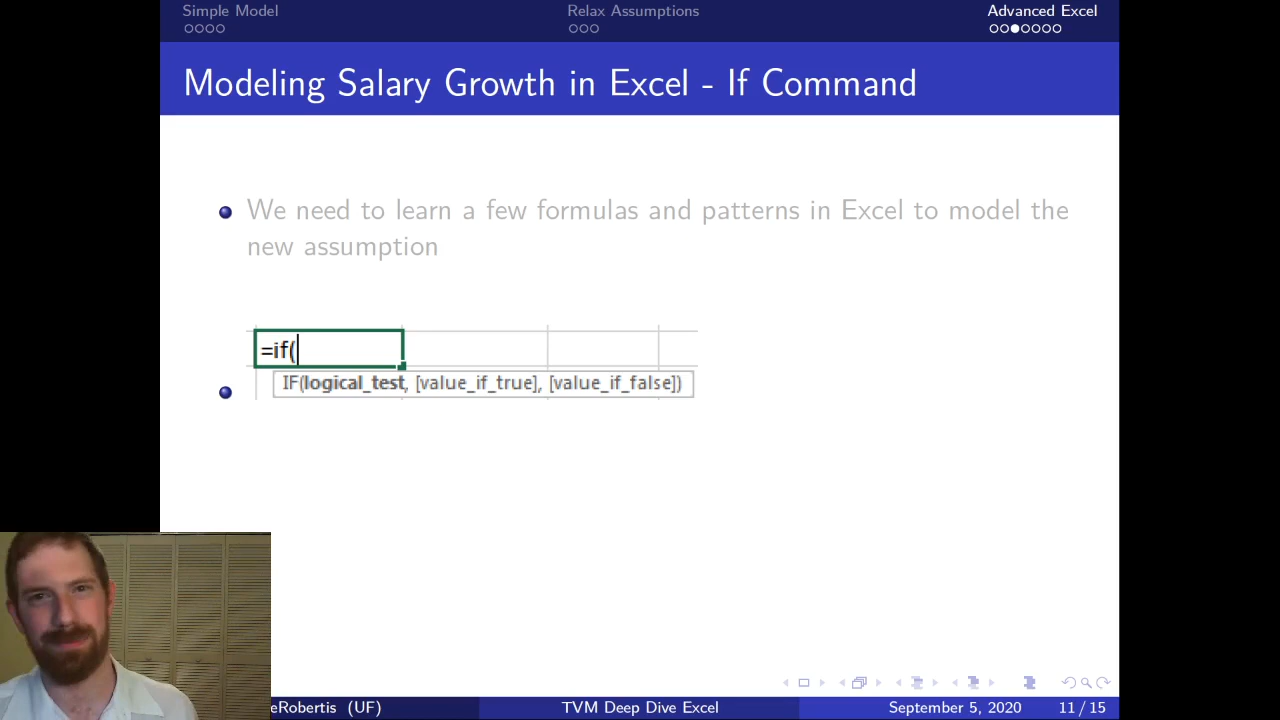 Simple Model
Relax Assumptions
Advanced Excel
Modeling Salary Growth in Excel - If Command
We need to learn a few formulas and patterns in Excel to model the
new assumption
=if(
IF(logical_test, [value_if_true], [value_if_false])
eRobertis (UF)
TVM Deep Dive Excel
September 5, 2020
11 / 15